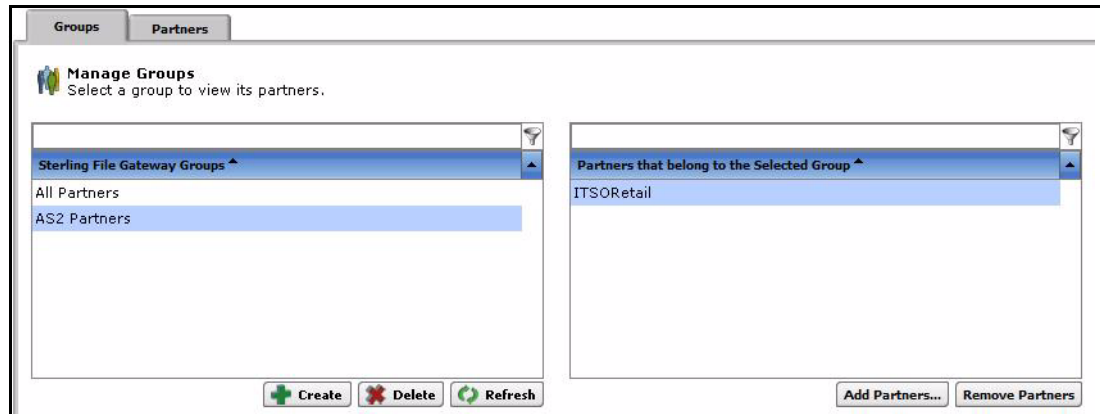 Groups
Partners
Manage Groups
Select a group to view its partners.
Sterling File Gateway Groups
All Partners
AS2 Partners
Create
Delete
Refresh
Partners that belong to the Selected Group
ITSORetail
Add Partners...
Remove Partners